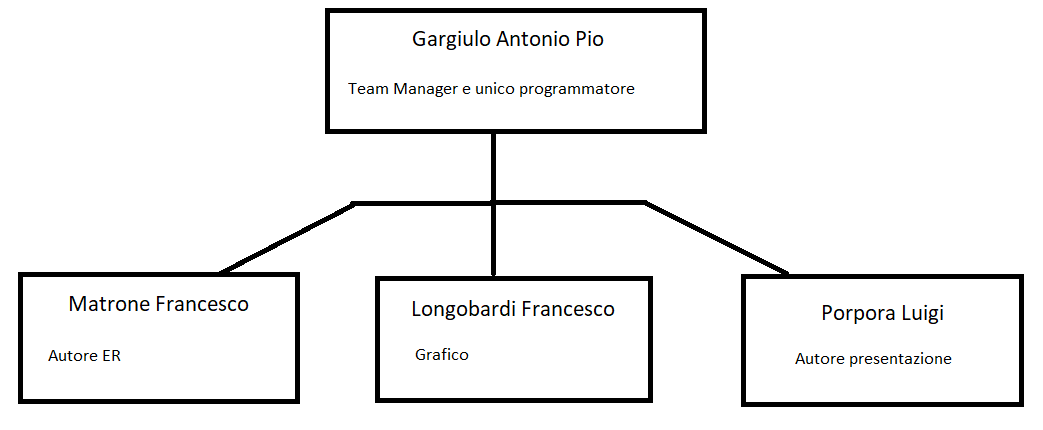 Gargiulo Antonio Pio
Team Manager e unico programmatore
Matrone Francesco
Autore ER
Longobardi Francesco
Grafico
Porpora Luigi
Autore presentazione